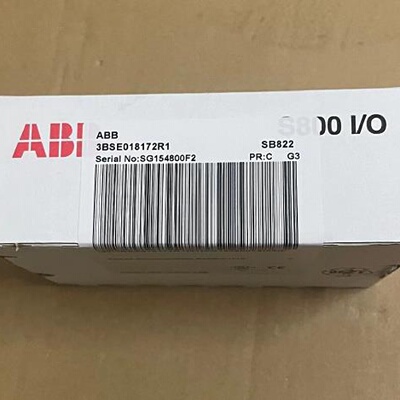 ABB
S800 I/O
ABB
3BSE018172R1 SB822
Serial No:SG154800F2 PR:C G3